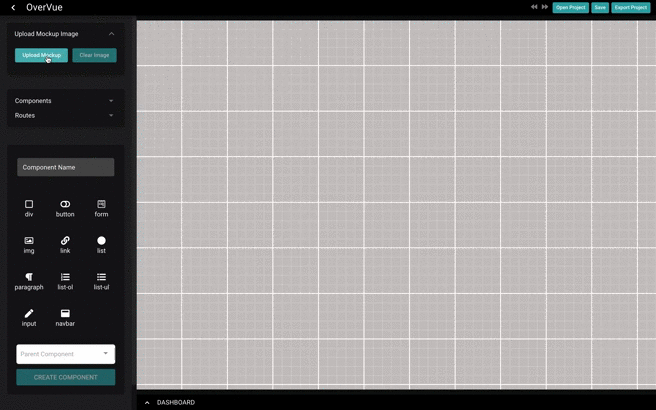 OverVue
Open Project
Save
Export Project
Upload Mockup Image
Upload Mockup
Clear Image
Components
Routes
Component Name
div
button
form
img
link
list
paragraph
list-ol
list-ul
input
navbar
Parent Component
CREATE COMPONENT
DASHBOARD